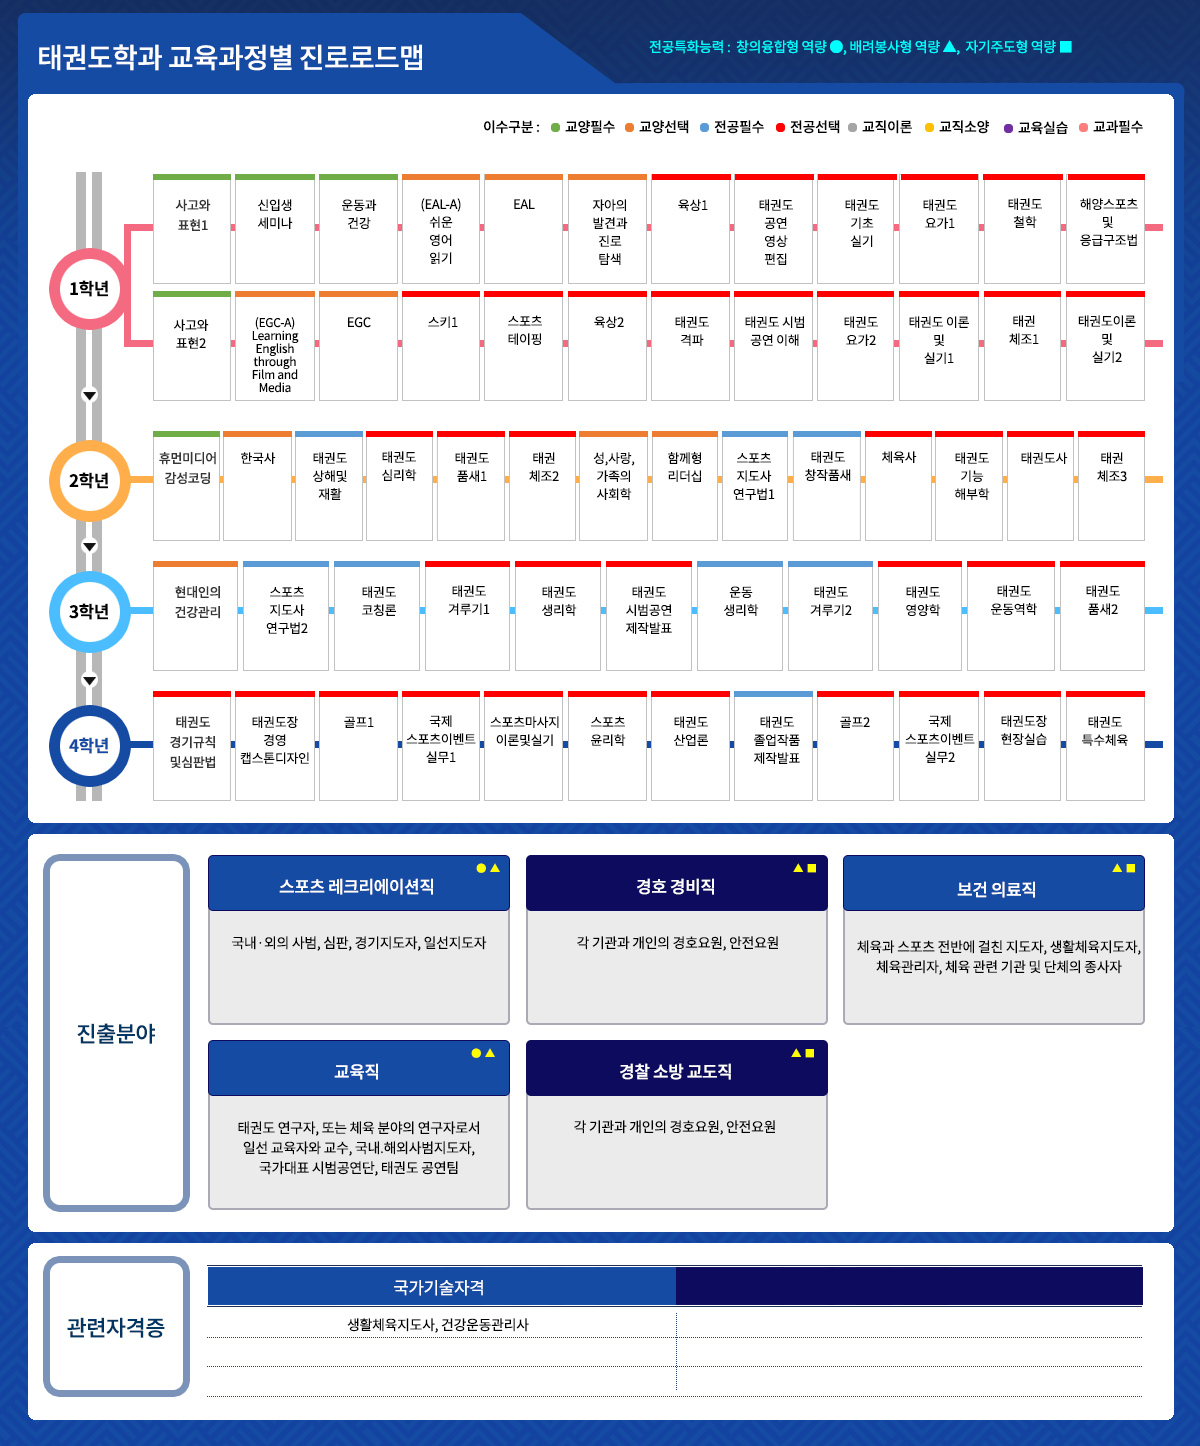 태권도학과 교육과정별 진로로드맵
전공특화능력 : 창의융합형 역량 ●, 배려봉사형 역량 ▲, 자기주도형 역량 ■
이수구분 : ● 교양필수 ● 교양선택 ● 전공필수 ● 전공선택 ● 교직이론 ● 교직소양 ● 교육실습 ● 교과필수
1학년
사고와
표현1
신입생
세미나
운동과
건강
(EAL-A)
쉬운
영어
읽기
EAL
자아의
발견과
진로
탐색
육상1
태권도
공연
영상
편집
태권도
기초
실기
태권도
요가1
태권도
철학
해양스포츠
및
응급구조법
사고와
표현2
(EGC-A)
Learning
English
through
Film and
Media
EGC
스키1
스포츠
테이핑
육상2
태권도
격파
태권도 시범
공연 이해
태권도
요가2
태권도 이론
및
실기1
태권
체조1
태권도이론
및
실기2
2학년
휴먼미디어
감성코딩
한국사
태권도
상해및
재활
태권도
심리학
태권도
품새1
태권
체조2
성,사랑,
가족의
사회학
함께형
리더십
스포츠
지도사
연구법1
태권도
창작품새
체육사
태권도
기능
해부학
태권도사
태권
체조3
3학년
현대인의
건강관리
스포츠
지도사
연구법2
태권도
코칭론
태권도
겨루기1
태권도
생리학
태권도
시범공연
제작발표
운동
생리학
태권도
겨루기2
태권도
영양학
태권도
운동역학
태권도
품새2
4학년
태권도
경기규칙
및심판법
태권도장
경영
캡스톤디자인
골프1
국제
스포츠이벤트
실무1
스포츠마사지
이론및실기
스포츠
윤리학
태권도
산업론
태권도
졸업작품
제작발표
골프2
국제
스포츠이벤트
실무2
태권도장
현장실습
태권도
특수체육
진출분야
● ▲
스포츠 레크리에이션직
국내·외의 사범, 심판, 경기지도자, 일선지도자
▲ ■
경호 경비직
각 기관과 개인의 경호요원, 안전요원
▲ ■
보건 의료직
체육과 스포츠 전반에 걸친 지도자, 생활체육지도자,
체육관리자, 체육 관련 기관 및 단체의 종사자
● ▲
교육직
태권도 연구자, 또는 체육 분야의 연구자로서
일선 교육자와 교수, 국내.해외사범지도자,
국가대표 시범공연단, 태권도 공연팀
▲ ■
경찰 소방 교도직
각 기관과 개인의 경호요원, 안전요원
관련자격증
국가기술자격
생활체육지도사, 건강운동관리사